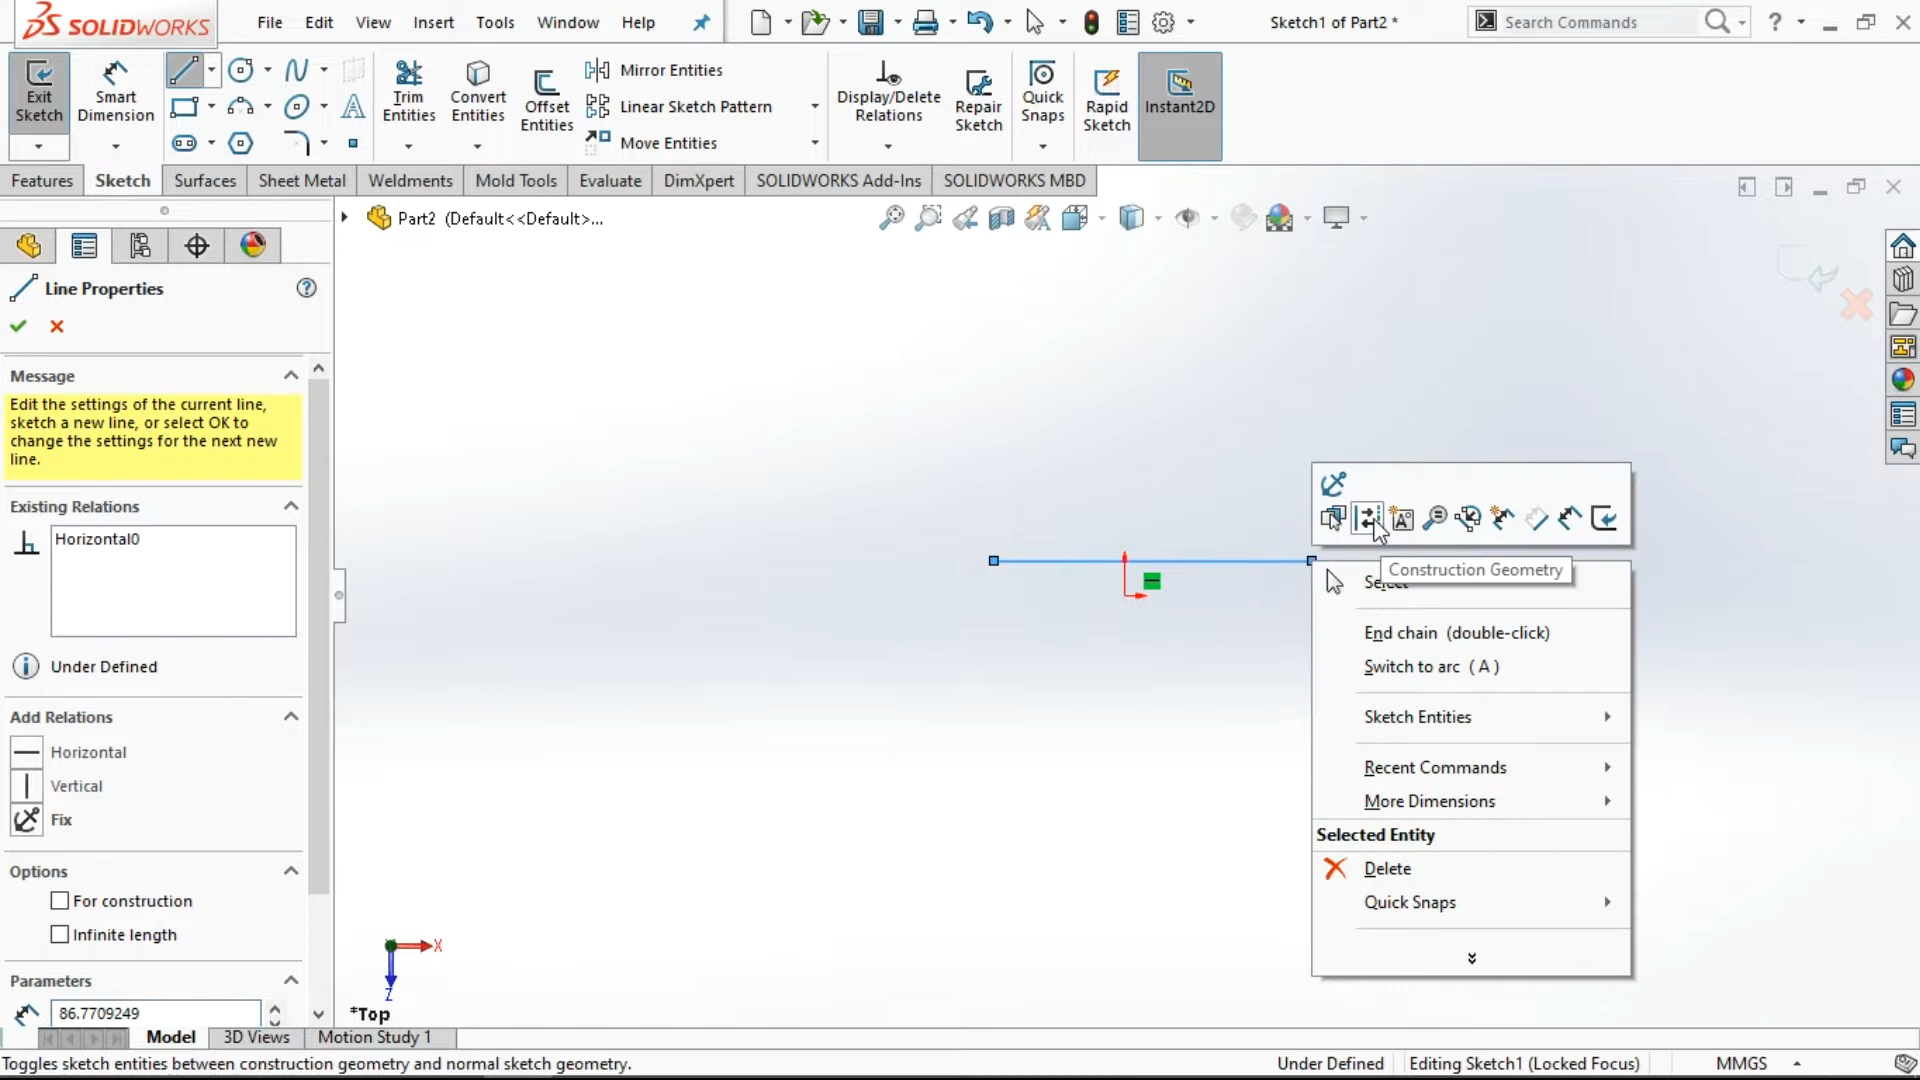 SOLIDWORKS
File Edit View Insert Tools Window Help
Sketch1 of Part2 *
Search Commands
?
Exit Sketch
Smart Dimension
Trim Entities
Convert Entities
Offset Entities
Mirror Entities
Linear Sketch Pattern
Move Entities
Display/Delete Relations
Repair Sketch
Quick Snaps
Rapid Sketch
Instant2D
Features Sketch Surfaces Sheet Metal Weldments Mold Tools Evaluate DimXpert SOLIDWORKS Add-Ins SOLIDWORKS MBD
Part2 (Default<<Default>...
Line Properties
?
Message
Edit the settings of the current line,
sketch a new line, or select OK to
change the settings for the next new
line.
Existing Relations
Horizontal0
Under Defined
Add Relations
Horizontal
Vertical
Fix
Options
For construction
Infinite length
Parameters
86.7709249
Construction Geometry
Select
End chain (double-click)
Switch to arc ( A )
Sketch Entities
Recent Commands
More Dimensions
Selected Entity
Delete
Quick Snaps
X
Z
*Top
Model 3D Views Motion Study 1
Toggles sketch entities between construction geometry and normal sketch geometry.
Under Defined Editing Sketch1 (Locked Focus) MMGS